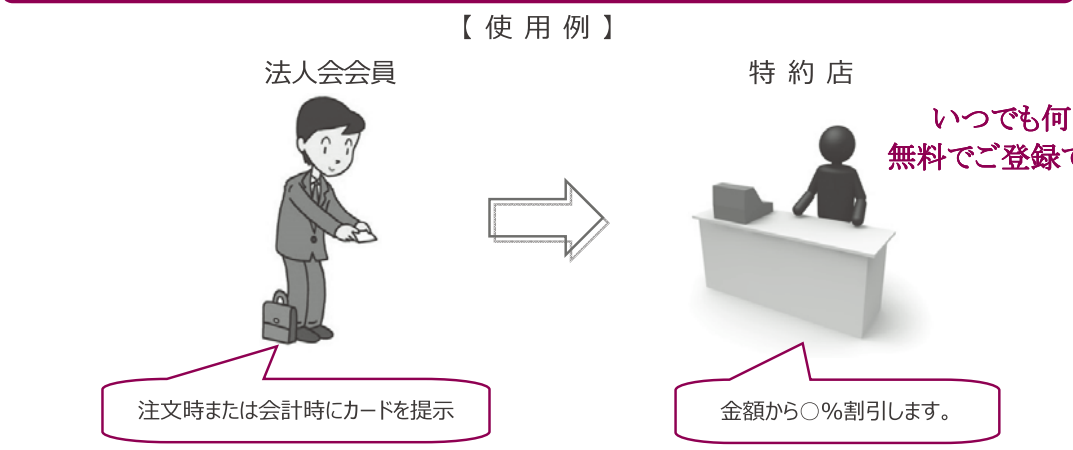 【使用例】
法人会会員
特約店
いつでも何
無料でご登録で
注文時または会計時にカードを提示
金額から○%割引します。